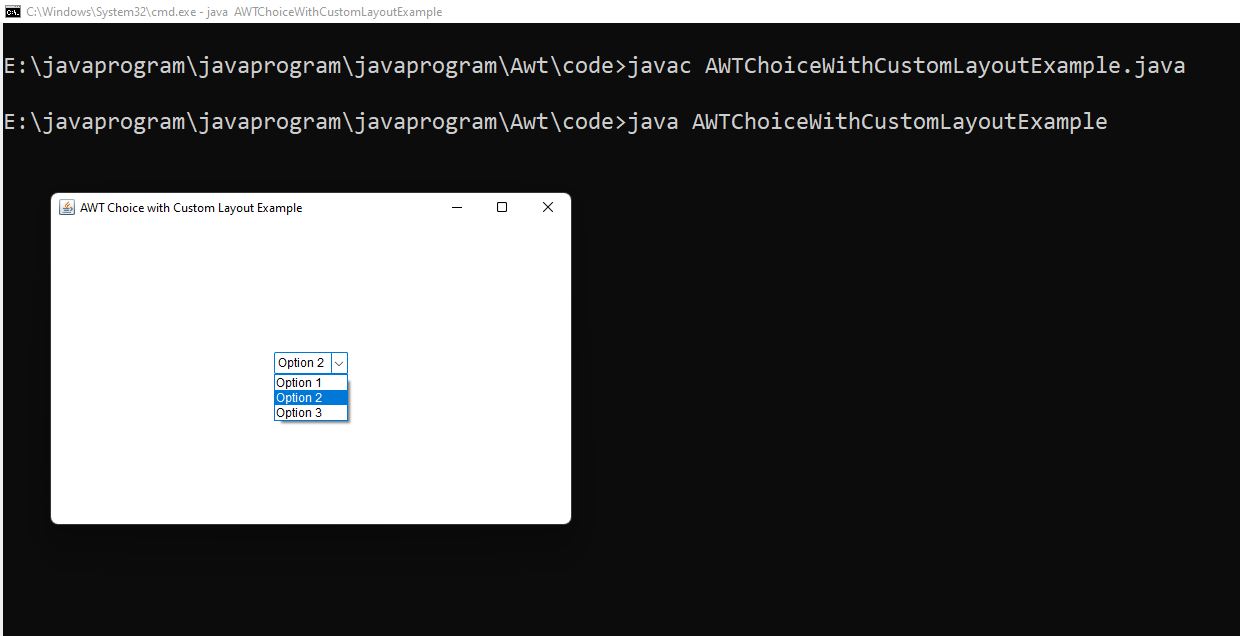 C:\Windows\System32\cmd.exe - java  AWTChoiceWithCustomLayoutExample
E:\javaprogram\javaprogram\javaprogram\Awt\code>javac AWTChoiceWithCustomLayoutExample.java
E:\javaprogram\javaprogram\javaprogram\Awt\code>java AWTChoiceWithCustomLayoutExample
AWT Choice with Custom Layout Example
Option 2
Option 1
Option 2
Option 3